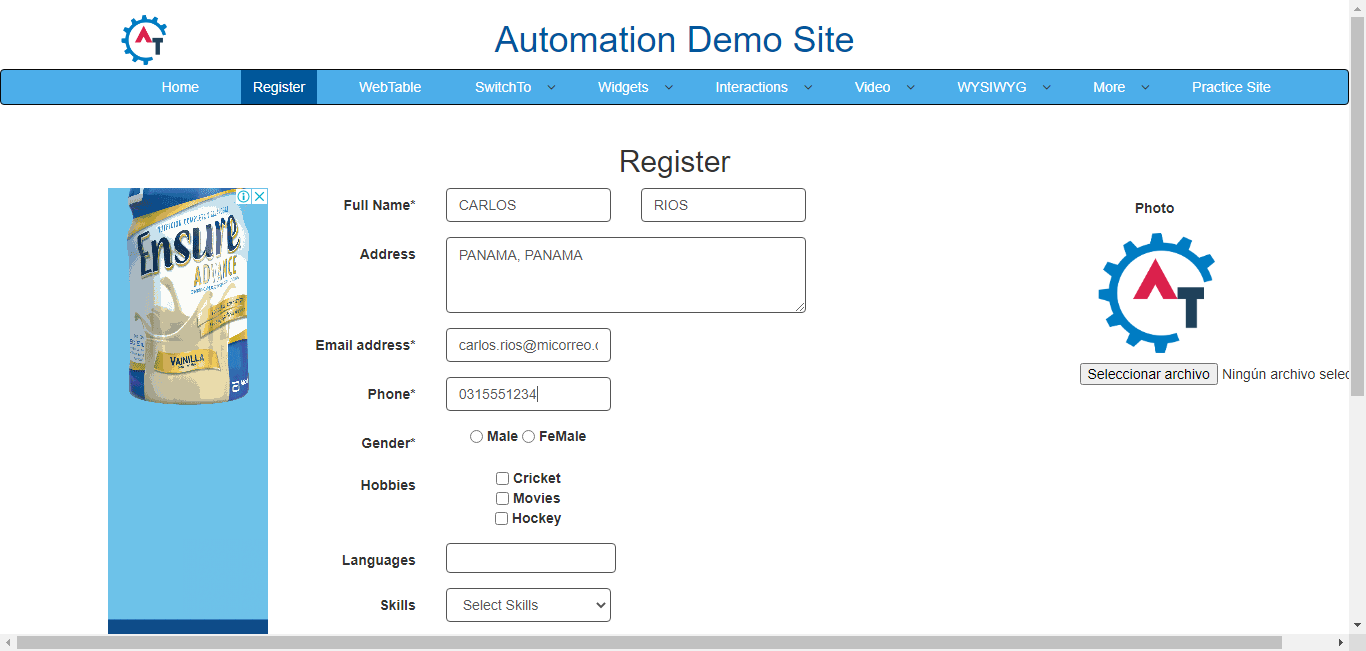 AT
Automation Demo Site
Home Register WebTable SwitchTo Widgets Interactions Video WYSIWYG More Practice Site
Register
Ensure
ADVANCE
VAINILLA
Full Name* CARLOS RIOS
Photo
Address PANAMA, PANAMA
AT
Email address* carlos.rios@micorreo.c
Seleccionar archivo Ningún archivo selec
Phone* 0315551234
Gender* Male FeMale
Hobbies Cricket
Movies
Hockey
Languages
Skills Select Skills